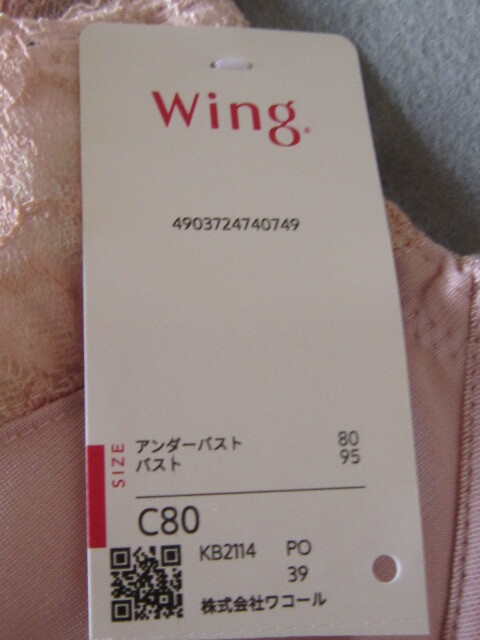 Wing
4903724740749
SIZE
アンダーバスト 80
バスト 95
C80
KB2114 PO
39
株式会社ワコール